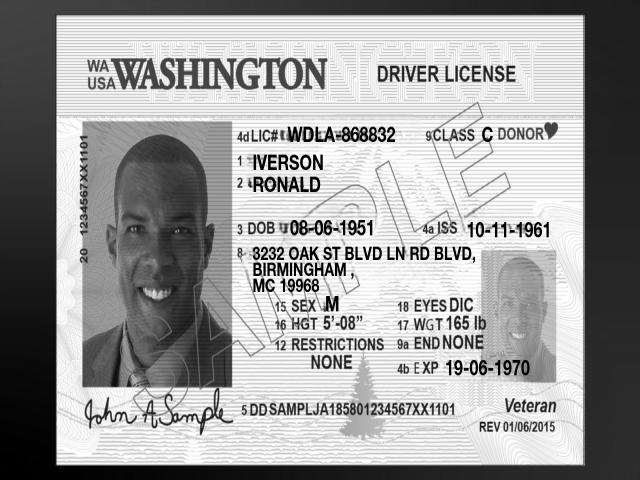 WA USA WASHINGTON DRIVER LICENSE
20 1234567XX1101
4d LIC# WDLA-868832 9 CLASS C DONOR
1 IVERSON
2 RONALD
3 DOB 08-06-1951 4a ISS 10-11-1961
8 3232 OAK ST BLVD LN RD BLVD,
BIRMINGHAM ,
MC 19968
15 SEX M 18 EYES DIC
16 HGT 5'-08” 17 WGT 165 lb
12 RESTRICTIONS 9a END NONE
NONE
4b EXP 19-06-1970
SAMPLE
John A Sample
5 DD SAMPLJA185801234567XX1101
Veteran
REV 01/06/2015